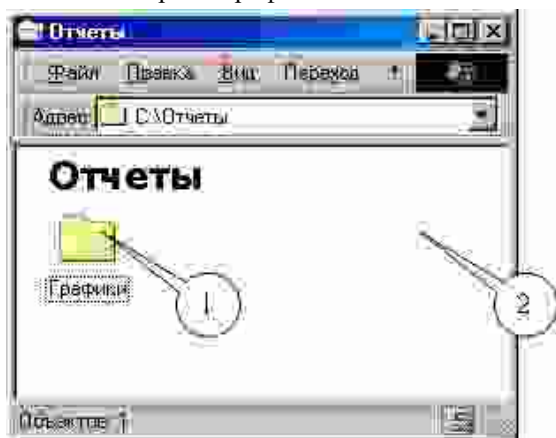 Отчеты
Файл Правка Вид Переход
Адрес C:\Отчеты
Отчеты
Графики
1
2
Объектов: 1